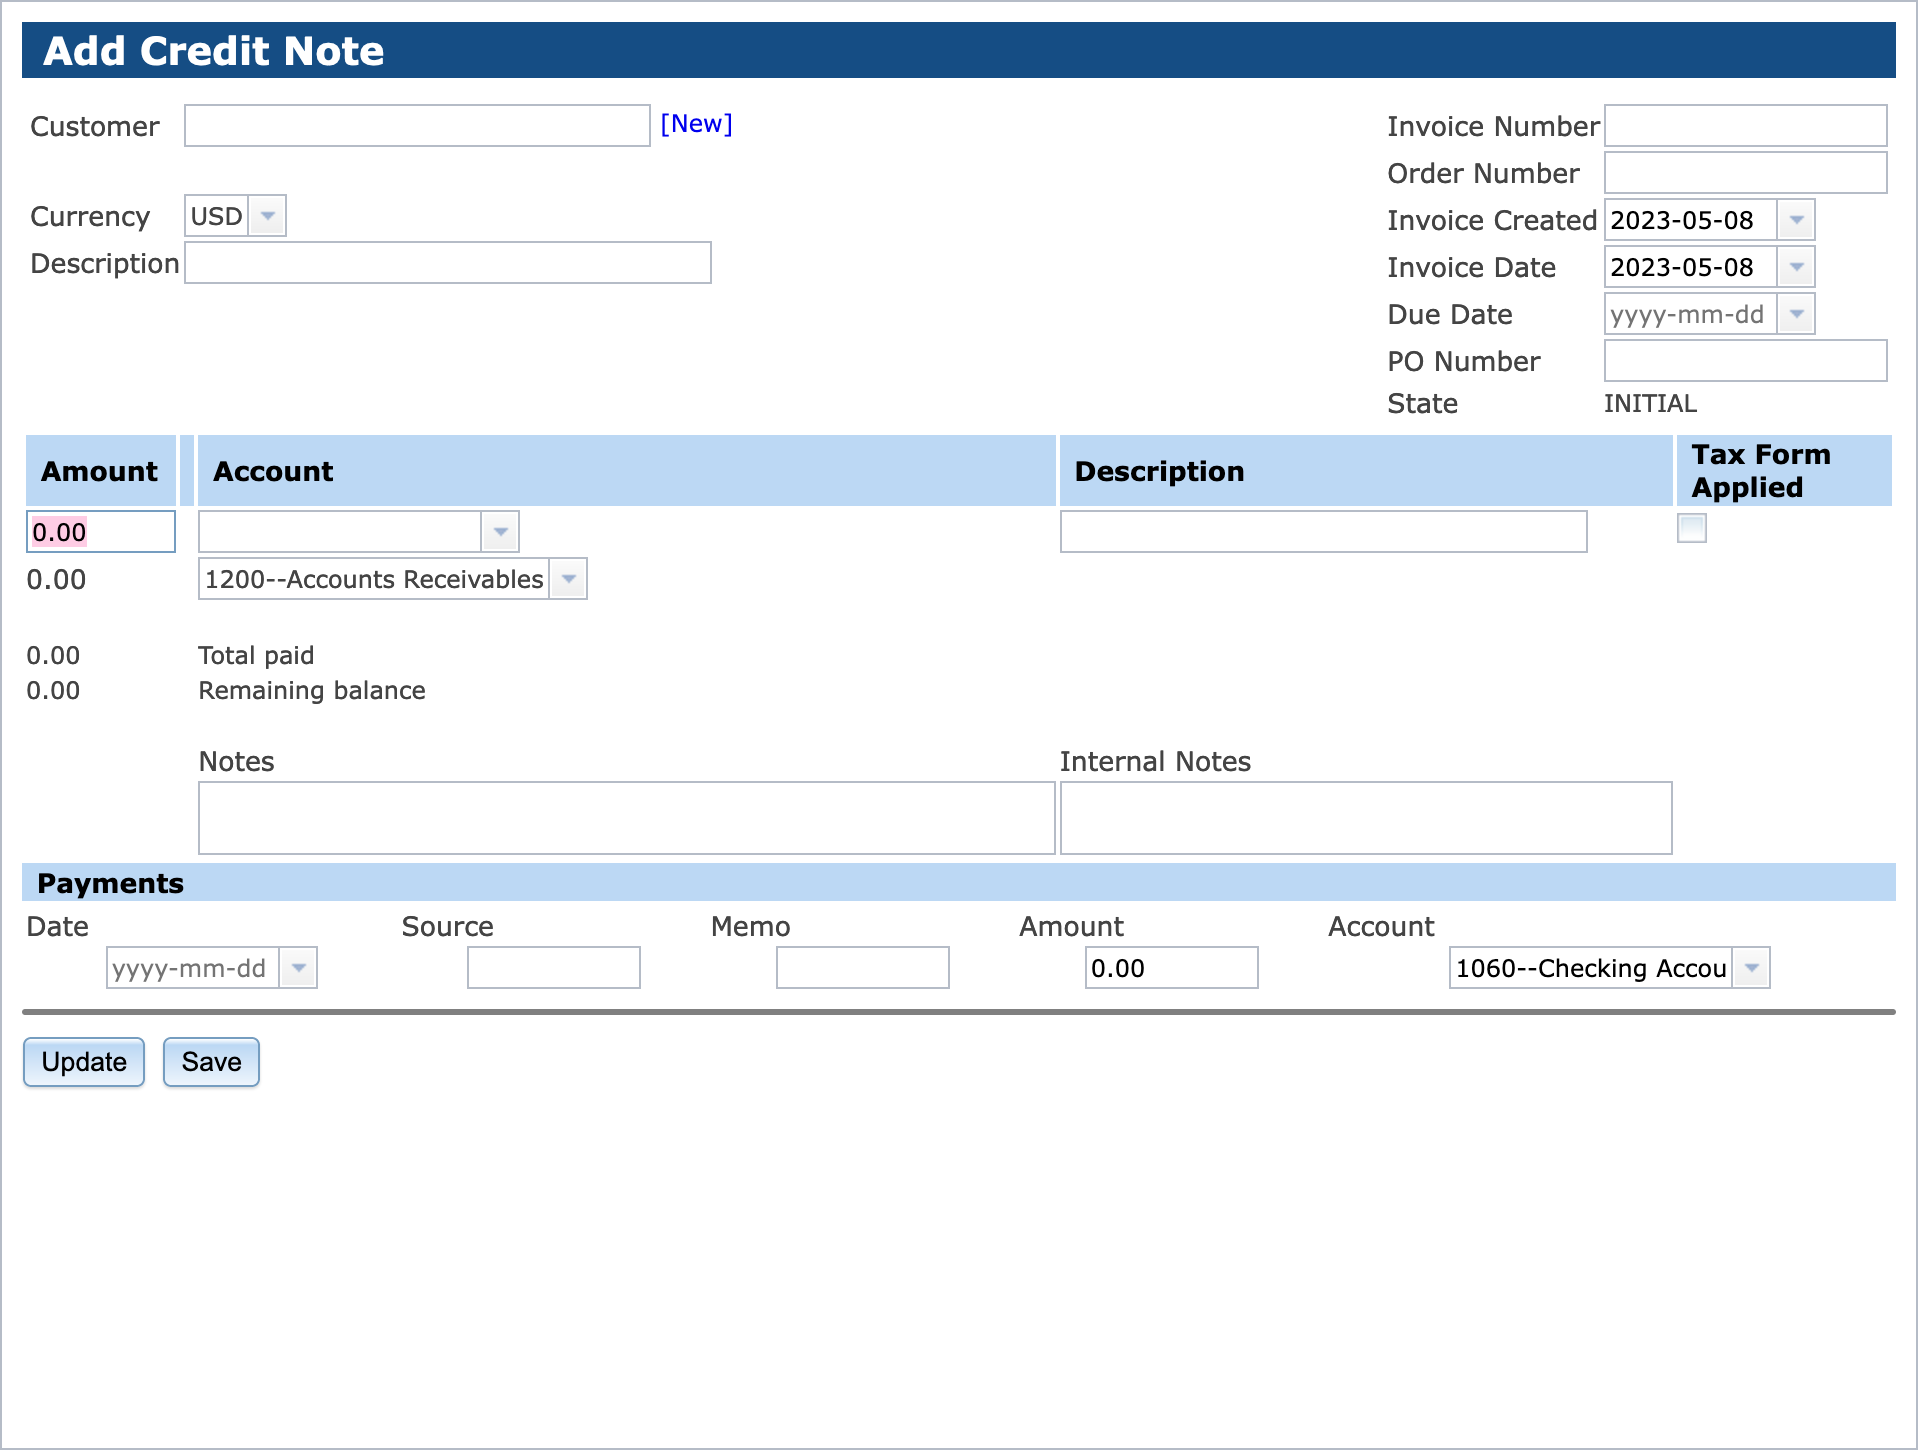 Add Credit Note
Customer [New]
Invoice Number
Order Number
Currency USD
Invoice Created 2023-05-08
Description
Invoice Date 2023-05-08
Due Date yyyy-mm-dd
PO Number
State INITIAL
Amount Account Description Tax Form Applied
0.00
0.00 1200--Accounts Receivables
0.00 Total paid
0.00 Remaining balance
Notes Internal Notes
Payments
Date Source Memo Amount Account
yyyy-mm-dd 0.00 1060--Checking Accou
Update Save